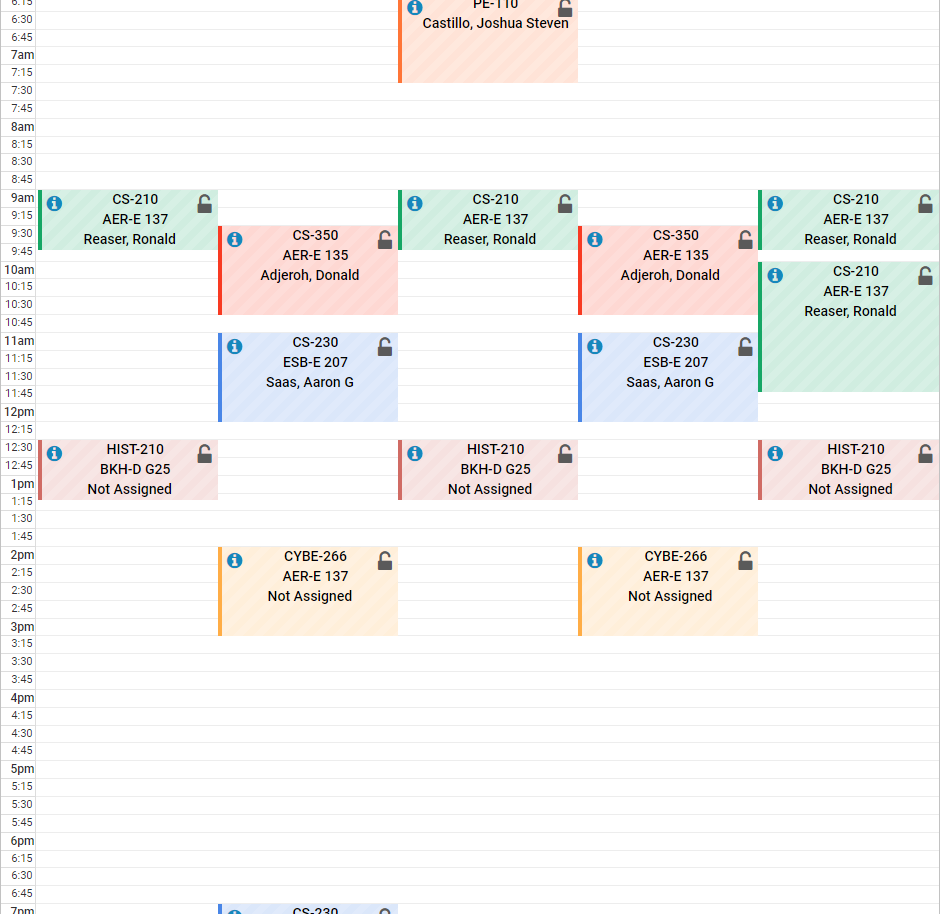 6:15
PE-110
6:30
Castillo, Joshua Steven
6:45
7am
7:15
7:30
7:45
8am
8:15
8:30
8:45
9am
CS-210
CS-210
CS-210
9:15
AER-E 137
AER-E 137
AER-E 137
9:30
Reaser, Ronald
CS-350
Reaser, Ronald
CS-350
Reaser, Ronald
9:45
AER-E 135
AER-E 135
10am
Adjeroh, Donald
Adjeroh, Donald
CS-210
10:15
AER-E 137
10:30
Reaser, Ronald
10:45
11am
CS-230
CS-230
11:15
ESB-E 207
ESB-E 207
11:30
Saas, Aaron G
Saas, Aaron G
11:45
12pm
12:15
12:30
HIST-210
HIST-210
HIST-210
12:45
BKH-D G25
BKH-D G25
BKH-D G25
1pm
Not Assigned
Not Assigned
Not Assigned
1:15
1:30
1:45
2pm
CYBE-266
CYBE-266
2:15
AER-E 137
AER-E 137
2:30
Not Assigned
Not Assigned
2:45
3pm
3:15
3:30
3:45
4pm
4:15
4:30
4:45
5pm
5:15
5:30
5:45
6pm
6:15
6:30
6:45
7pm
CS-230